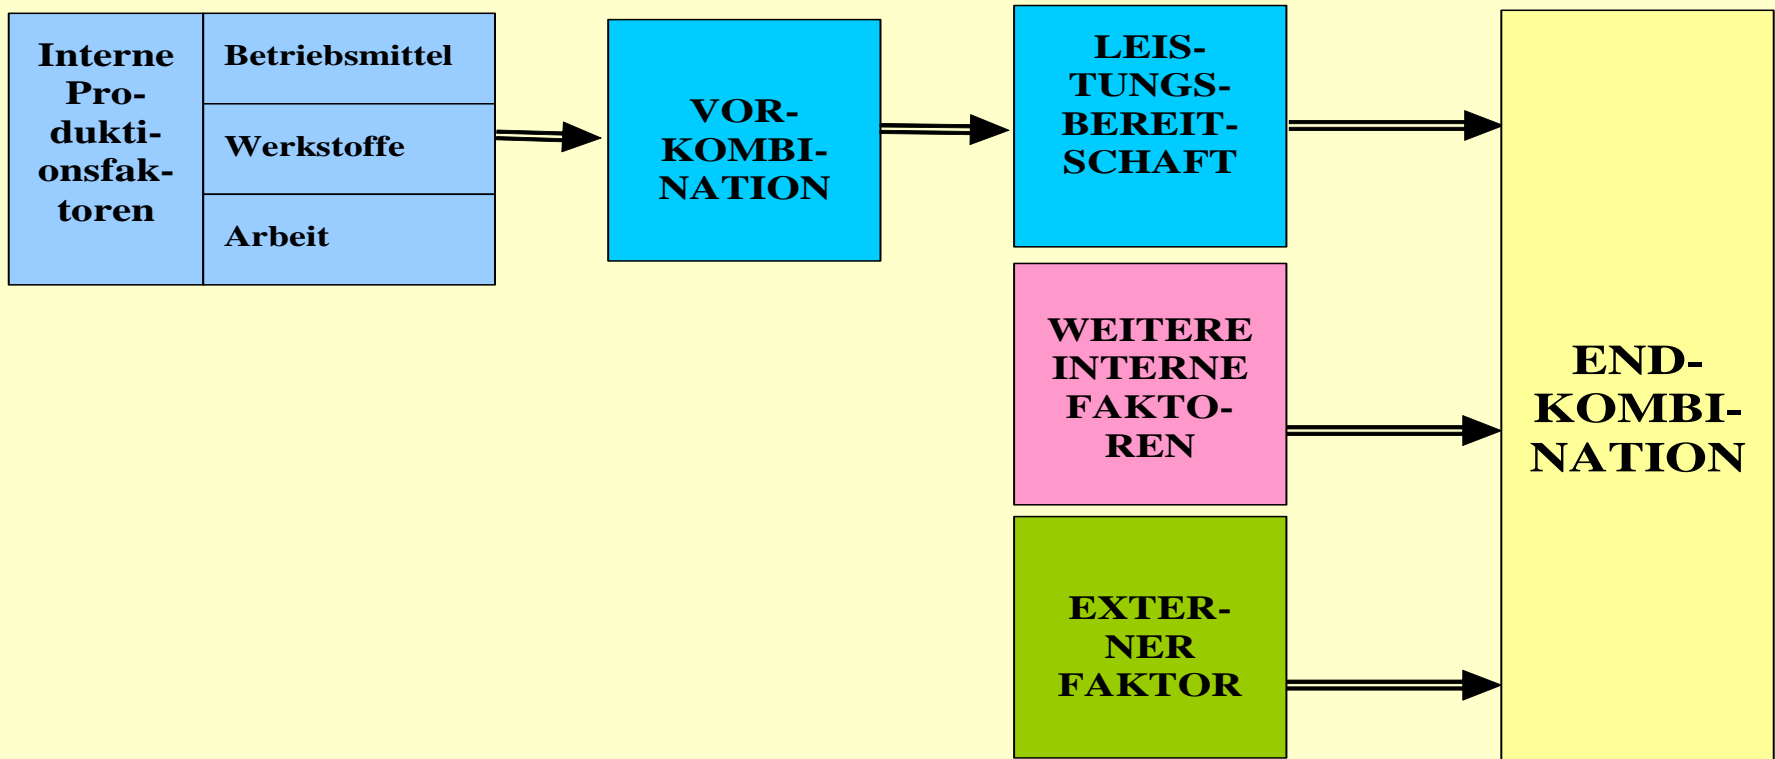 Interne
Pro-
dukti-
onsfak-
toren
Betriebsmittel
Werkstoffe
Arbeit
VOR-
KOMBI-
NATION
LEIS-
TUNGS-
BEREIT-
SCHAFT
WEITERE
INTERNE
FAKTO-
REN
EXTER-
NER
FAKTOR
END-
KOMBI-
NATION